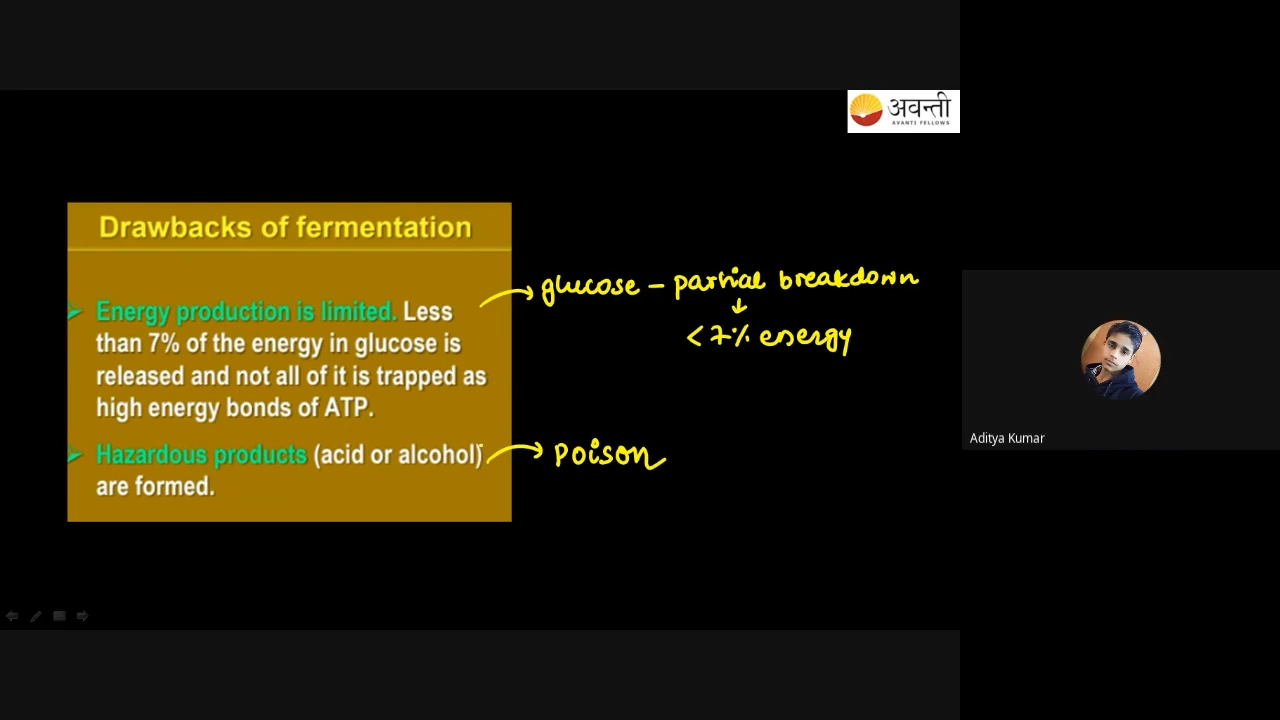 अवन्ती
AVANTI FELLOWS
Drawbacks of fermentation
Energy production is limited. Less
than 7% of the energy in glucose is
released and not all of it is trapped as
high energy bonds of ATP.
glucose – partial breakdown
↓
< 7% energy
Hazardous products (acid or alcohol)
are formed.
Poison
Aditya Kumar